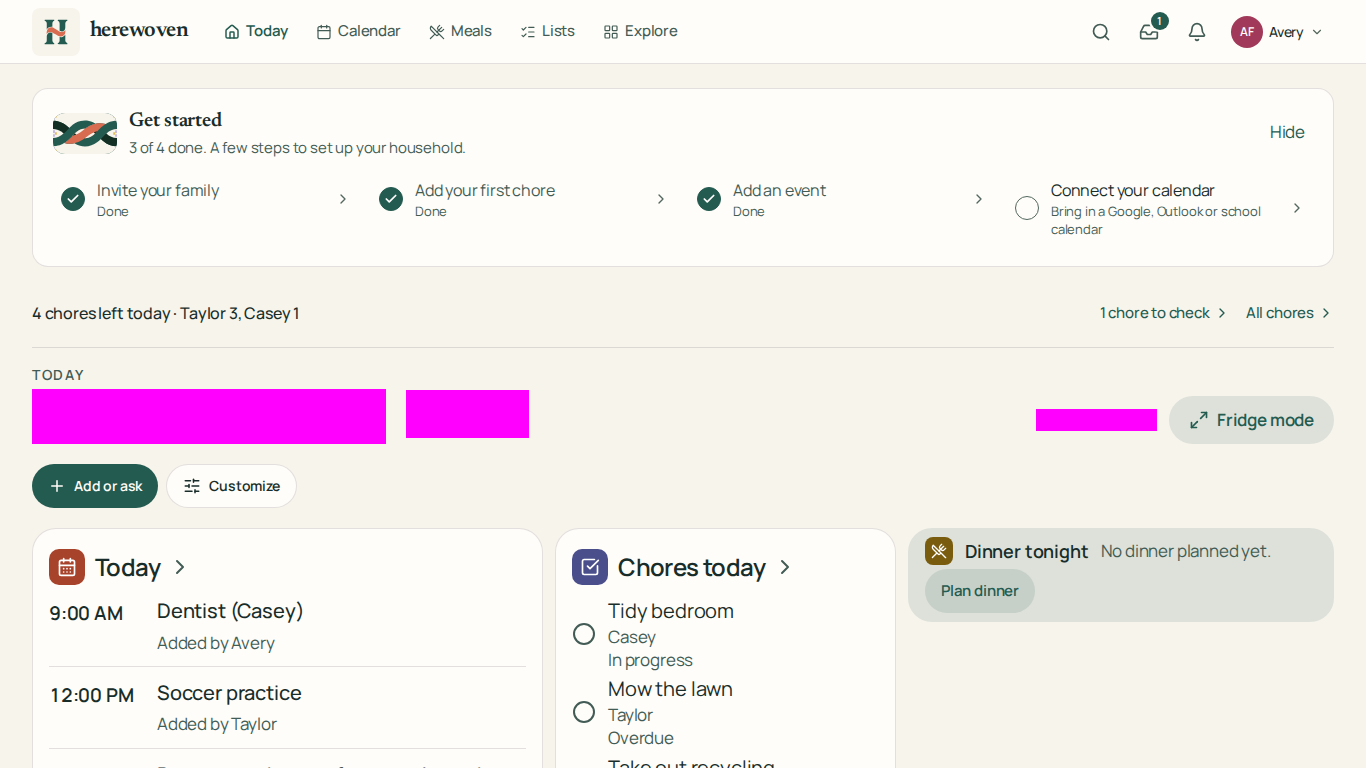 herewoven
Today
Calendar
Meals
Lists
Explore
1
AF
Avery
Get started
3 of 4 done. A few steps to set up your household.
Hide
Invite your family
Done
Add your first chore
Done
Add an event
Done
Connect your calendar
Bring in a Google, Outlook or school
calendar
4 chores left today · Taylor 3, Casey 1
1 chore to check
All chores
TODAY
Fridge mode
Add or ask
Customize
Today
9:00 AM
Dentist (Casey)
Added by Avery
12:00 PM
Soccer practice
Added by Taylor
Chores today
Tidy bedroom
Casey
In progress
Mow the lawn
Taylor
Overdue
Take out recycling
Dinner tonight
No dinner planned yet.
Plan dinner